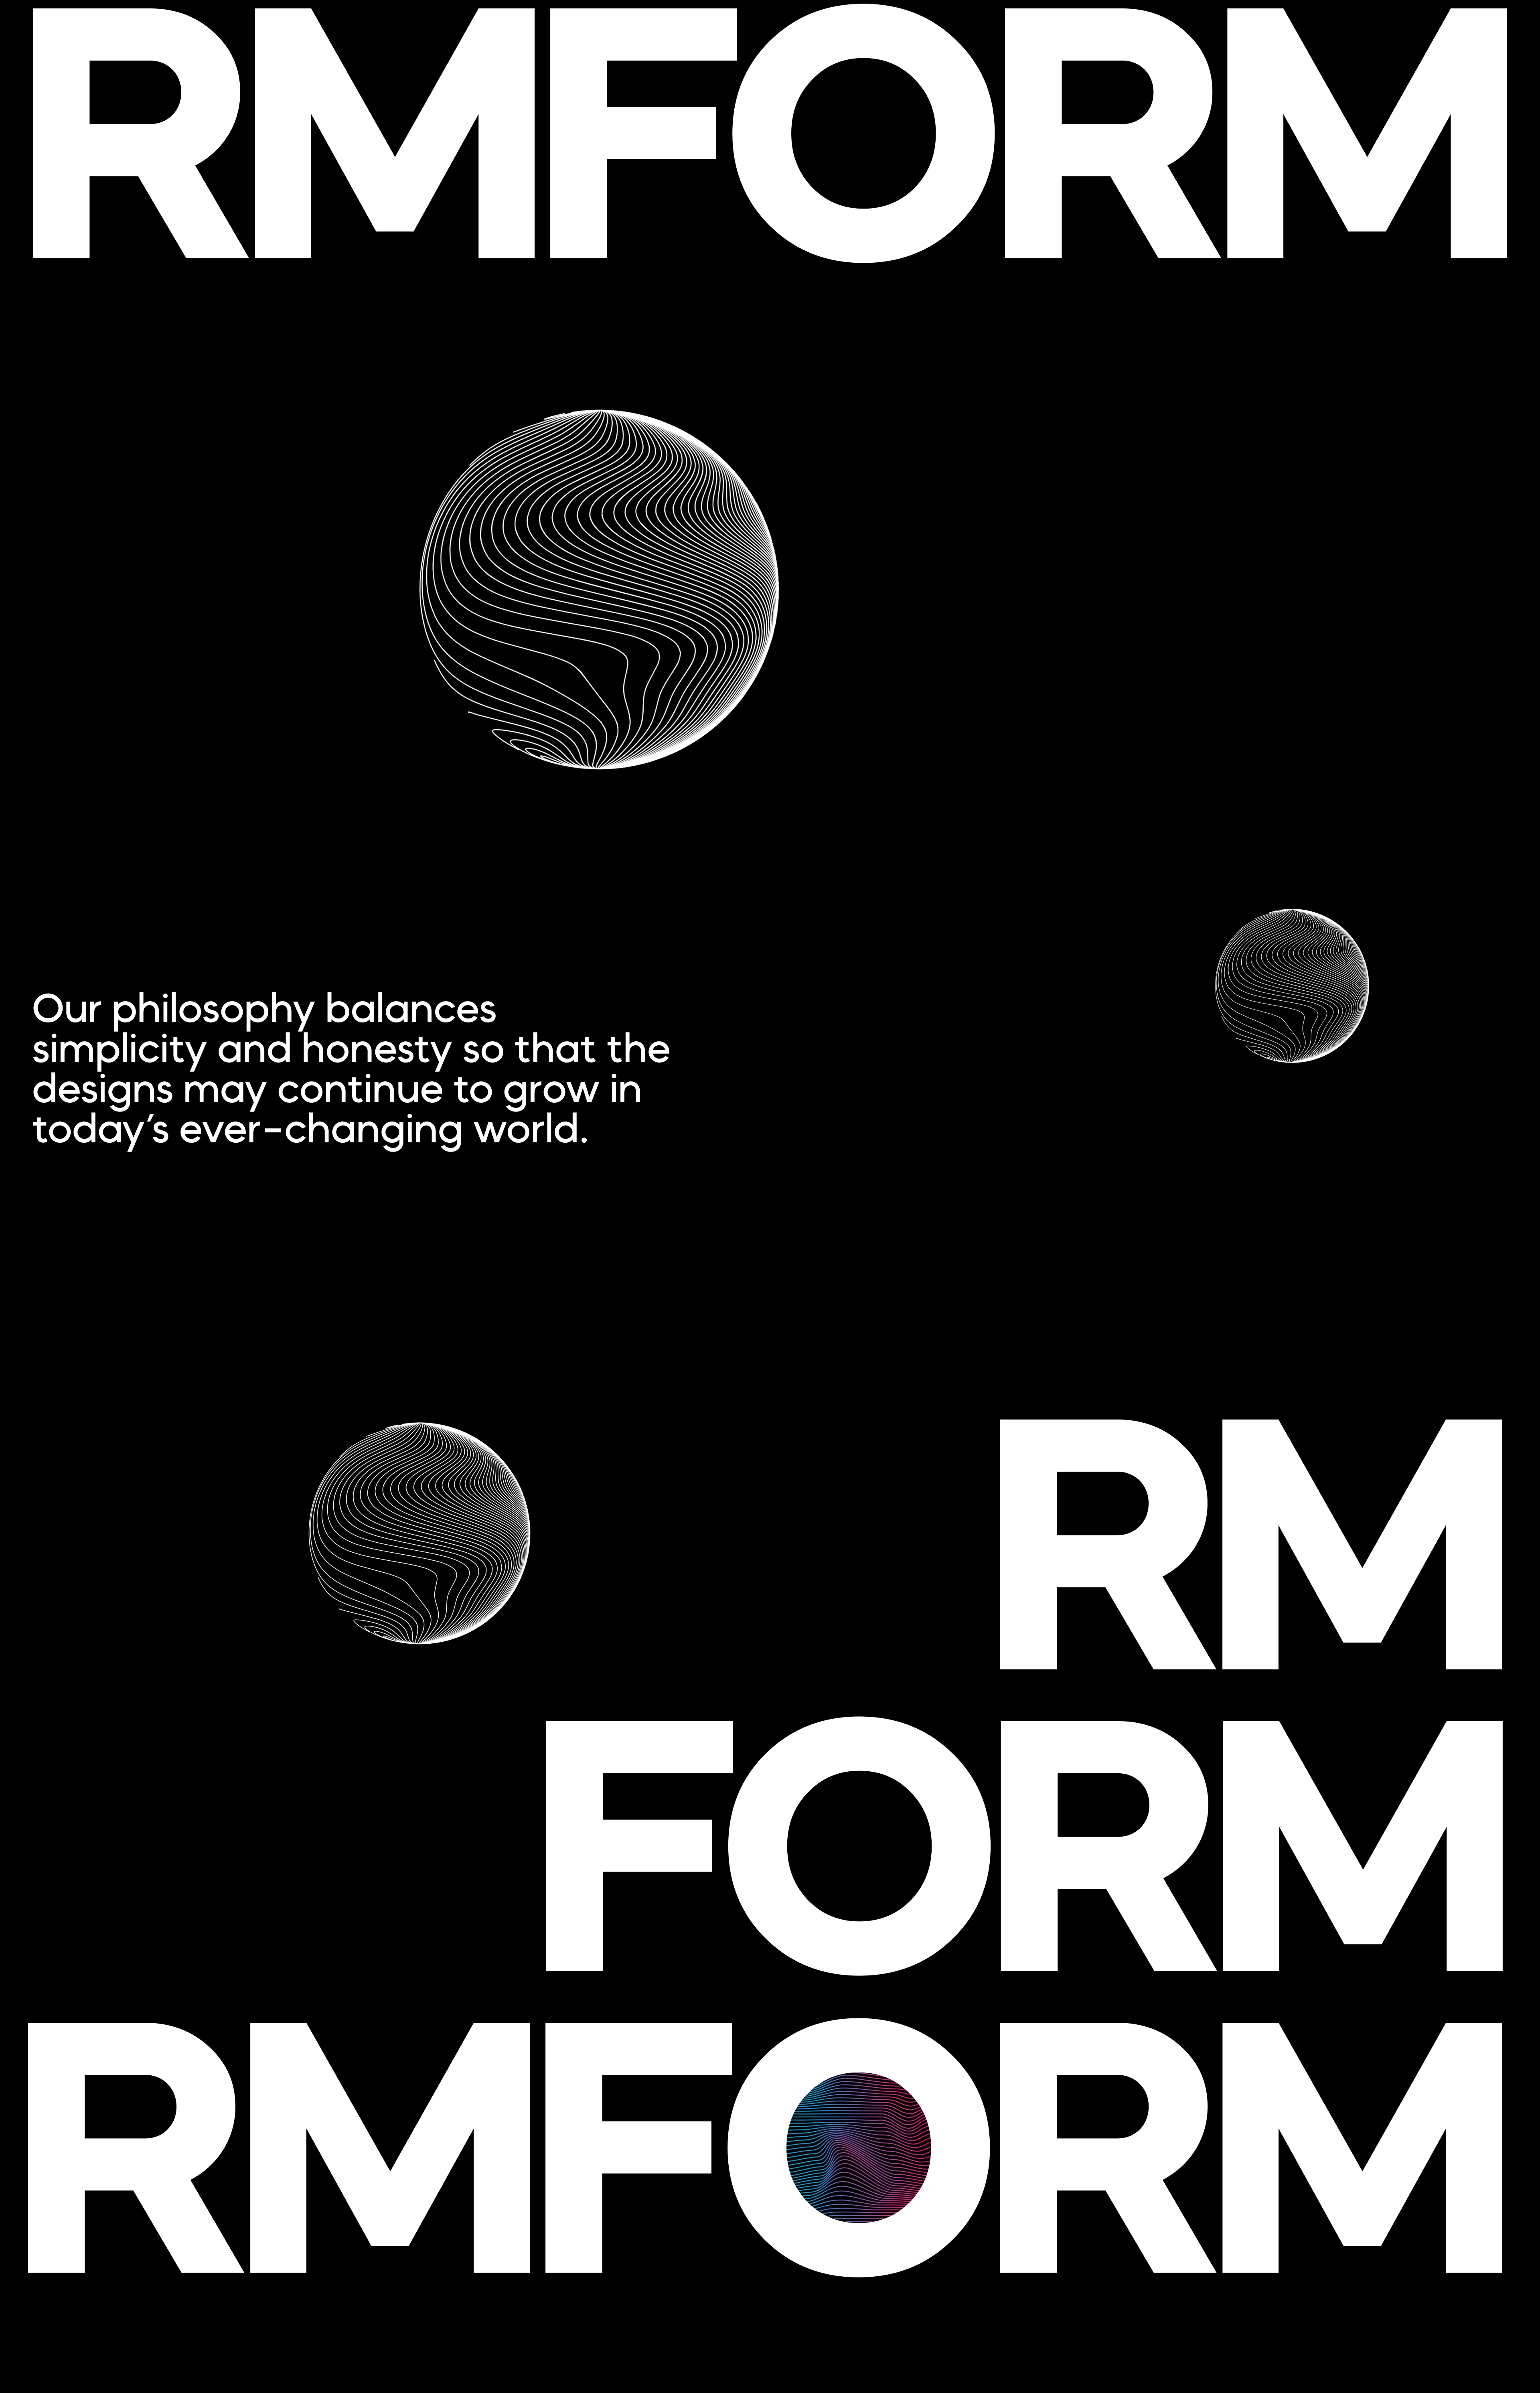 RMFORM
Our philosophy balances
simplicity and honesty so that the
designs may continue to grow in
today's ever-changing world.
RM
FORM
RMFORM